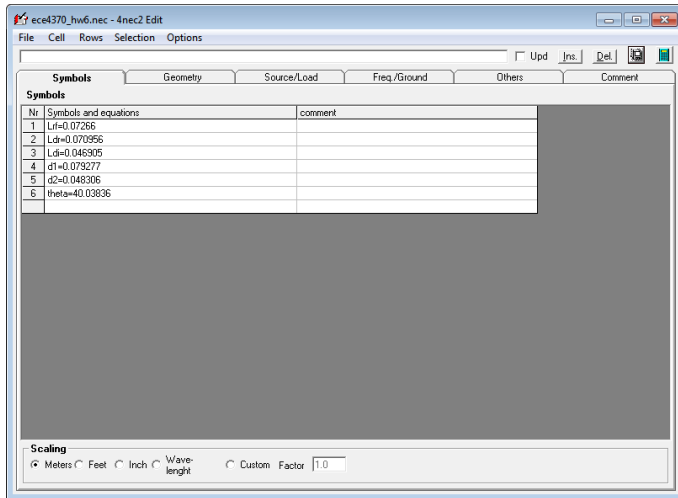 ece4370_hw6.nec - 4nec2 Edit
File Cell Rows Selection Options
Upd Ins. Del.
Symbols Geometry Source/Load Freq./Ground Others Comment
Symbols
Nr Symbols and equations comment
1 Lrf=0.07266
2 Ldr=0.070956
3 Ldi=0.046905
4 d1=0.079277
5 d2=0.048306
6 theta=40.03836
Scaling
Meters Feet Inch Wave-
lenght Custom Factor 1.0